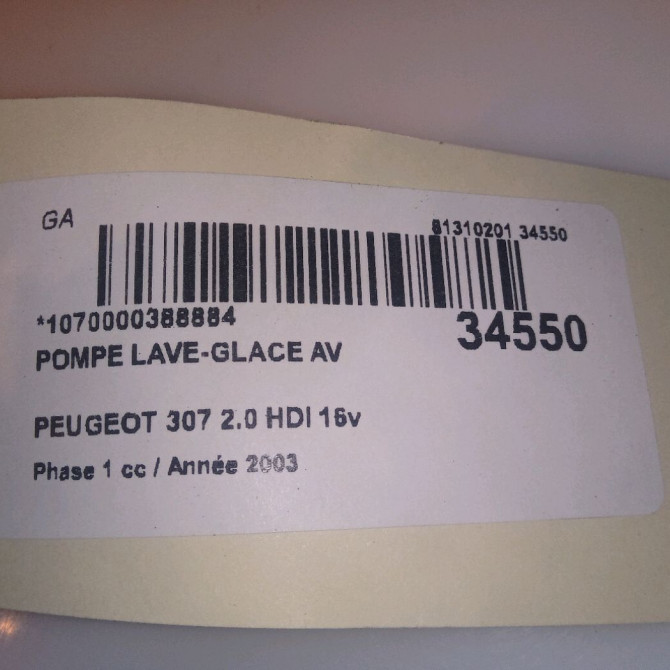 GA
81310201 34550
*1070000388884
34550
POMPE LAVE-GLACE AV
PEUGEOT 307 2.0 HDI 16v
Phase 1 cc / Année 2003